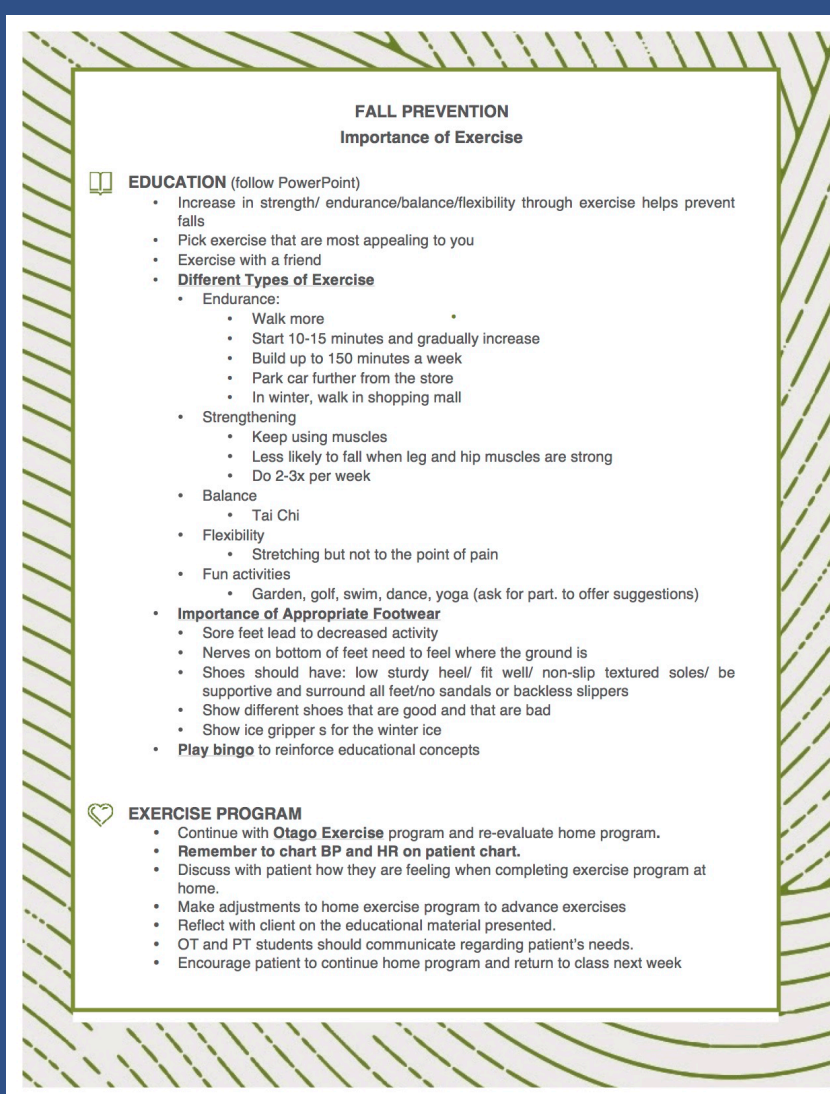 FALL PREVENTION
Importance of Exercise
EDUCATION (follow PowerPoint)
• Increase in strength/ endurance/balance/flexibility through exercise helps prevent
falls
• Pick exercise that are most appealing to you
• Exercise with a friend
• Different Types of Exercise
• Endurance:
• Walk more
• Start 10-15 minutes and gradually increase
• Build up to 150 minutes a week
• Park car further from the store
• In winter, walk in shopping mall
• Strengthening
• Keep using muscles
• Less likely to fall when leg and hip muscles are strong
• Do 2-3x per week
• Balance
• Tai Chi
• Flexibility
• Stretching but not to the point of pain
• Fun activities
• Garden, golf, swim, dance, yoga (ask for part. to offer suggestions)
• Importance of Appropriate Footwear
• Sore feet lead to decreased activity
• Nerves on bottom of feet need to feel where the ground is
• Shoes should have: low sturdy heel/ fit well/ non-slip textured soles/ be
supportive and surround all feet/no sandals or backless slippers
• Show different shoes that are good and that are bad
• Show ice gripper s for the winter ice
• Play bingo to reinforce educational concepts
EXERCISE PROGRAM
• Continue with Otago Exercise program and re-evaluate home program.
• Remember to chart BP and HR on patient chart.
• Discuss with patient how they are feeling when completing exercise program at
home.
• Make adjustments to home exercise program to advance exercises
• Reflect with client on the educational material presented.
• OT and PT students should communicate regarding patient's needs.
• Encourage patient to continue home program and return to class next week